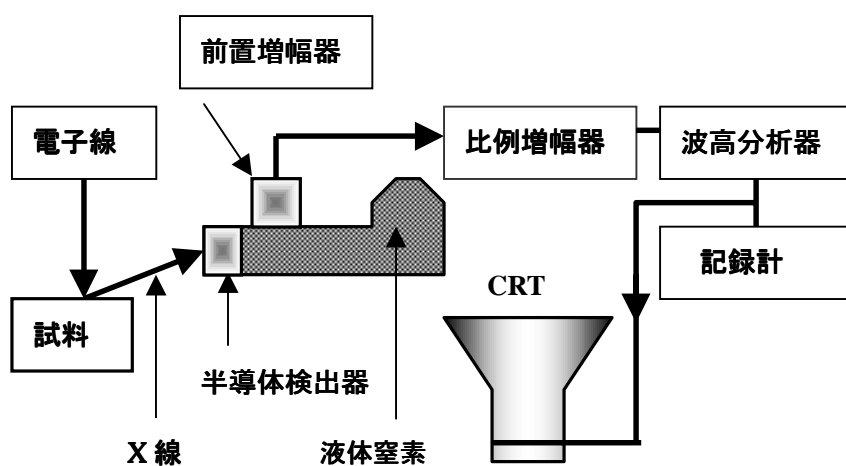 前置増幅器
電子線
比例増幅器
波高分析器
記録計
CRT
試料
半導体検出器
X 線
液体窒素